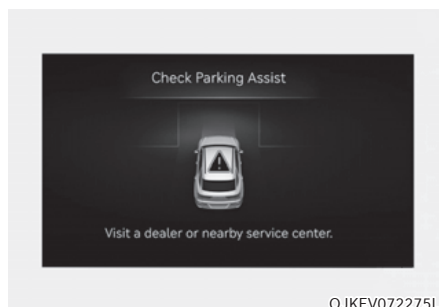 Check Parking Assist
Visit a dealer or nearby service center.
OJKEV072275L